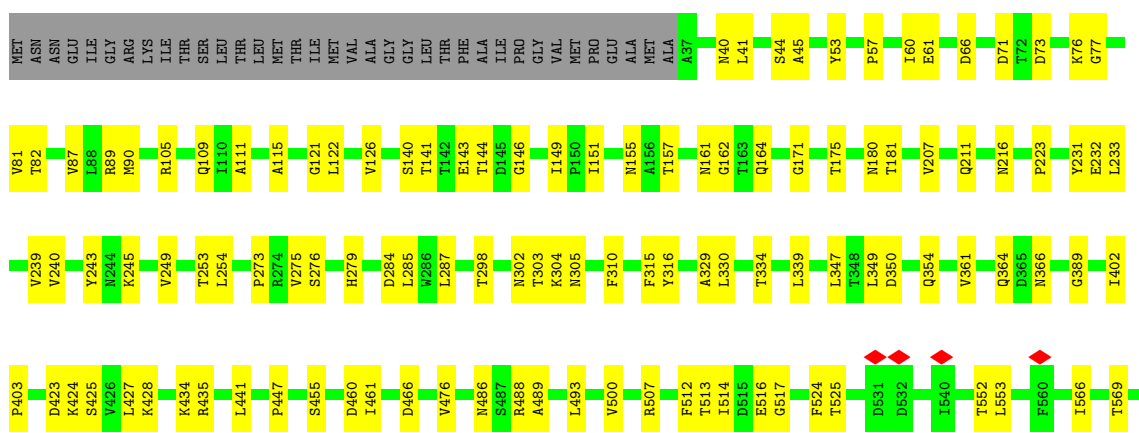 MET ASN ASN GLU ILE GLY ARG LYS ILE THR SER LEU THR LEU MET THR ILE MET VAL ALA GLY GLY LEU THR PHE ALA ILE PRO GLY VAL MET PRO GLU ALA MET ALA A37 N40 L41 S44 A45 Y53 P57 I60 E61 D66 D71 T72 D73 K76 G77
V81 T82 V87 L88 R89 M90 R105 Q109 I110 A111 A115 G121 L122 V126 S140 T141 T142 E143 T144 D145 G146 I149 P150 I151 N155 A156 T157 N161 G162 T163 Q164 G171 T175 N180 T181 V207 Q211 N216 P223 Y231 E232 L233
V239 V240 Y243 N244 K245 V249 T253 L254 P273 R274 V275 S276 H279 D284 L285 W286 L287 T298 N302 T303 K304 N305 F310 F315 Y316 A329 L330 T334 L339 L347 T348 L349 D350 Q354 V361 Q364 D365 N366 G389 I402
P403 D423 K424 S425 V426 L427 K428 K434 R435 L441 P447 S455 D460 I461 D466 V476 N486 S487 R488 A489 L493 V500 R507 F512 T513 I514 D515 E516 G517 F524 T525 D531 D532 I540 T552 L553 F560 I566 T569